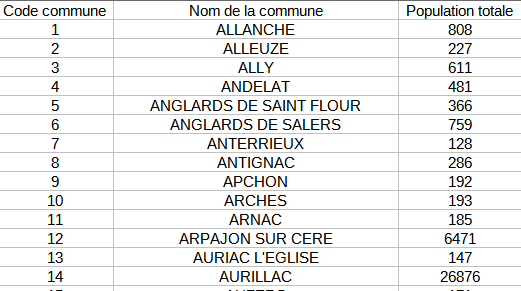 Code commune Nom de la commune Population totale
1 ALLANCHE 808
2 ALLEUZE 227
3 ALLY 611
4 ANDELAT 481
5 ANGLARDS DE SAINT FLOUR 366
6 ANGLARDS DE SALERS 759
7 ANTERRIEUX 128
8 ANTIGNAC 286
9 APCHON 192
10 ARCHES 193
11 ARNAC 185
12 ARPAJON SUR CERE 6471
13 AURIAC L'EGLISE 147
14 AURILLAC 26876